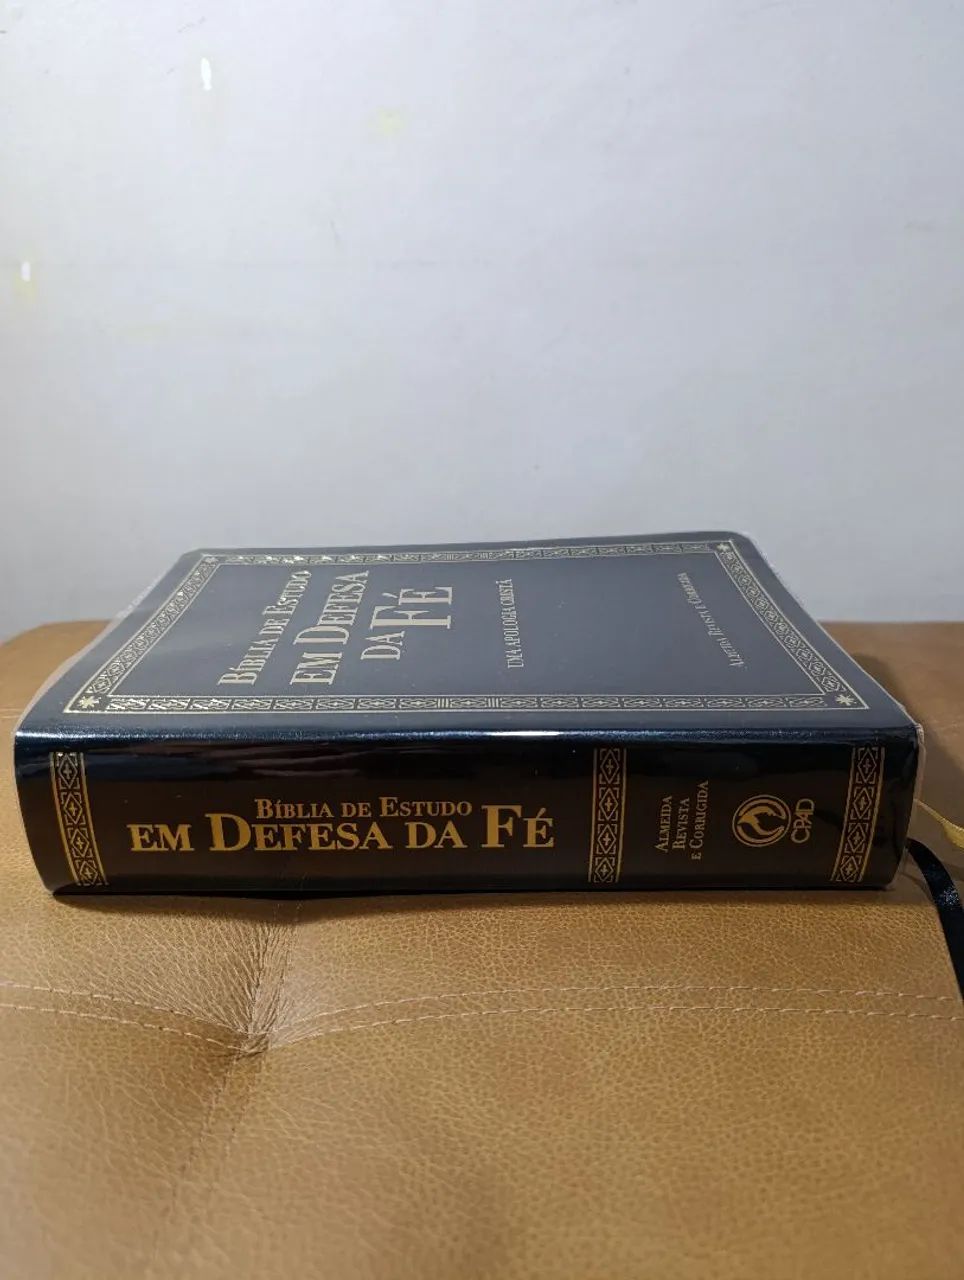 BÍBLIA DE ESTUDO
EM DEFESA
DA FÉ
UMA APOLOGIA CRISTÃ
ALMEIDA REVISTA E CORRIGIDA
BÍBLIA DE ESTUDO
EM DEFESA DA FÉ
ALMEIDA
REVISTA
E CORRIGIDA
CPAD